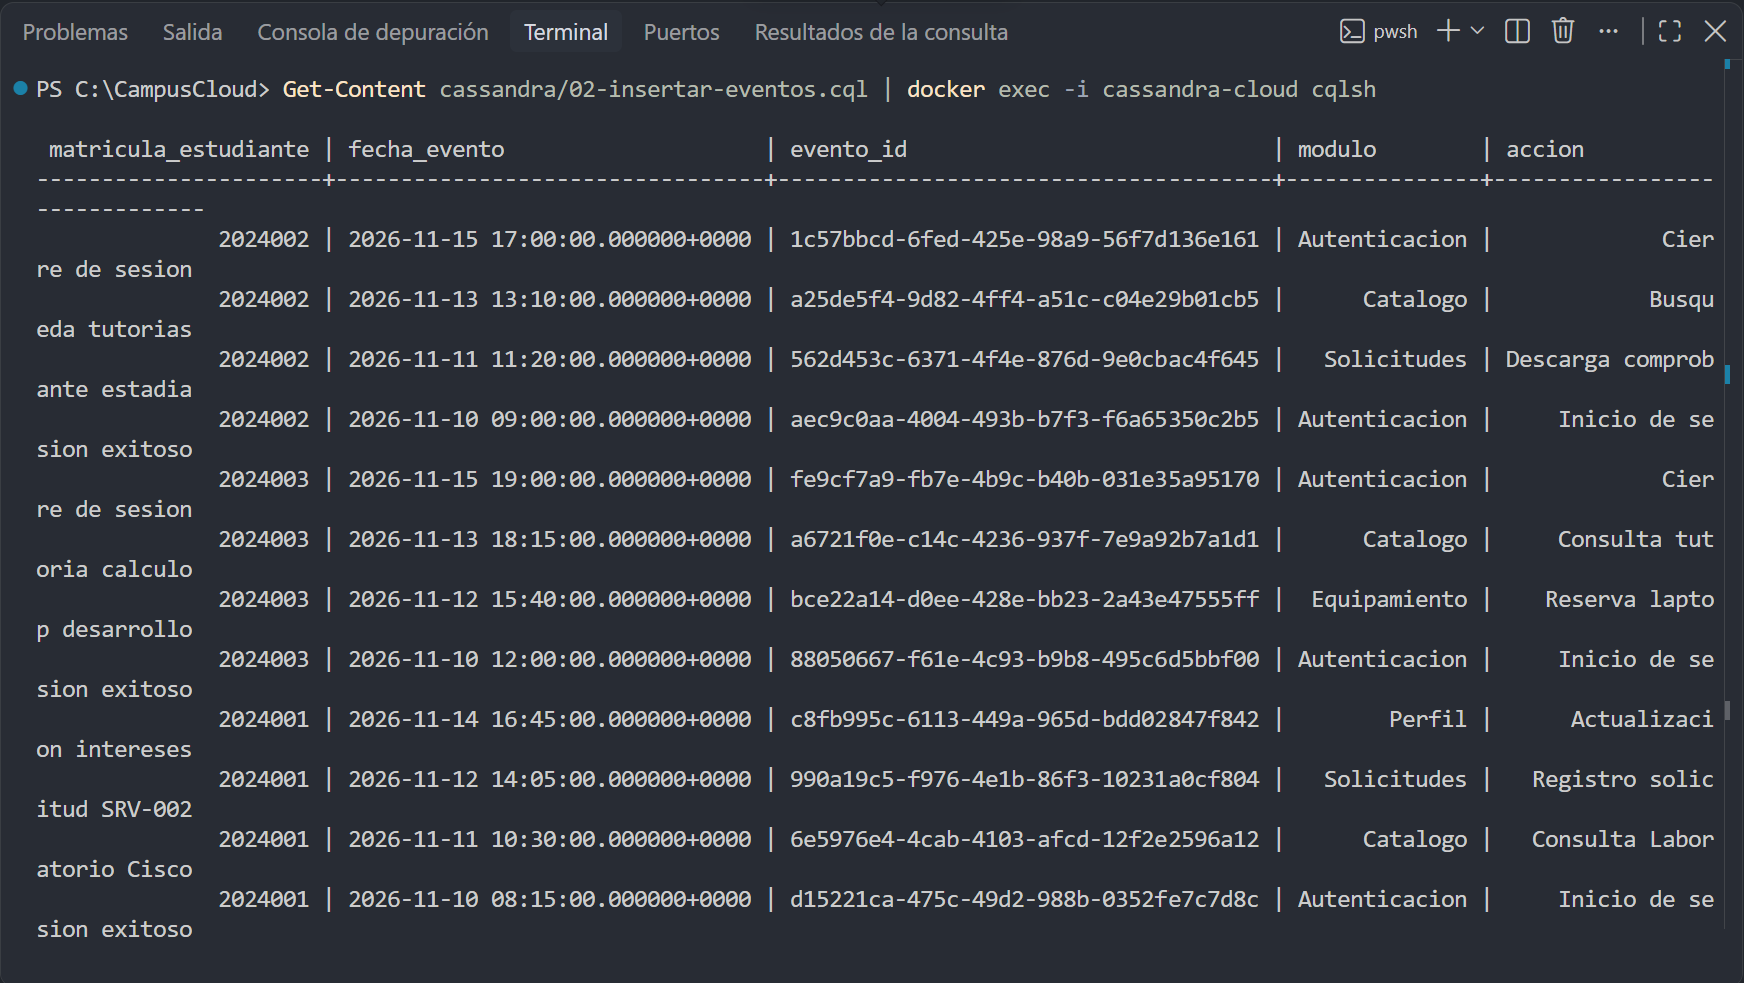 Problemas Salida Consola de depuración Terminal Puertos Resultados de la consulta pwsh
PS C:\CampusCloud> Get-Content cassandra/02-insertar-eventos.cql | docker exec -i cassandra-cloud cqlsh
matricula_estudiante | fecha_evento | evento_id | modulo | accion
----------------------+---------------------------------+--------------------------------------+---------------+-----------------
-------------
2024002 | 2026-11-15 17:00:00.000000+0000 | 1c57bbcd-6fed-425e-98a9-56f7d136e161 | Autenticacion | Cier
re de sesion
2024002 | 2026-11-13 13:10:00.000000+0000 | a25de5f4-9d82-4ff4-a51c-c04e29b01cb5 | Catalogo | Busqu
eda tutorias
2024002 | 2026-11-11 11:20:00.000000+0000 | 562d453c-6371-4f4e-876d-9e0cbac4f645 | Solicitudes | Descarga comprob
ante estadia
2024002 | 2026-11-10 09:00:00.000000+0000 | aec9c0aa-4004-493b-b7f3-f6a65350c2b5 | Autenticacion | Inicio de se
sion exitoso
2024003 | 2026-11-15 19:00:00.000000+0000 | fe9cf7a9-fb7e-4b9c-b40b-031e35a95170 | Autenticacion | Cier
re de sesion
2024003 | 2026-11-13 18:15:00.000000+0000 | a6721f0e-c14c-4236-937f-7e9a92b7a1d1 | Catalogo | Consulta tut
oria calculo
2024003 | 2026-11-12 15:40:00.000000+0000 | bce22a14-d0ee-428e-bb23-2a43e47555ff | Equipamiento | Reserva lapto
p desarrollo
2024003 | 2026-11-10 12:00:00.000000+0000 | 88050667-f61e-4c93-b9b8-495c6d5bbf00 | Autenticacion | Inicio de se
sion exitoso
2024001 | 2026-11-14 16:45:00.000000+0000 | c8fb995c-6113-449a-965d-bdd02847f842 | Perfil | Actualizaci
on intereses
2024001 | 2026-11-12 14:05:00.000000+0000 | 990a19c5-f976-4e1b-86f3-10231a0cf804 | Solicitudes | Registro solic
itud SRV-002
2024001 | 2026-11-11 10:30:00.000000+0000 | 6e5976e4-4cab-4103-afcd-12f2e2596a12 | Catalogo | Consulta Labor
atorio Cisco
2024001 | 2026-11-10 08:15:00.000000+0000 | d15221ca-475c-49d2-988b-0352fe7c7d8c | Autenticacion | Inicio de se
sion exitoso